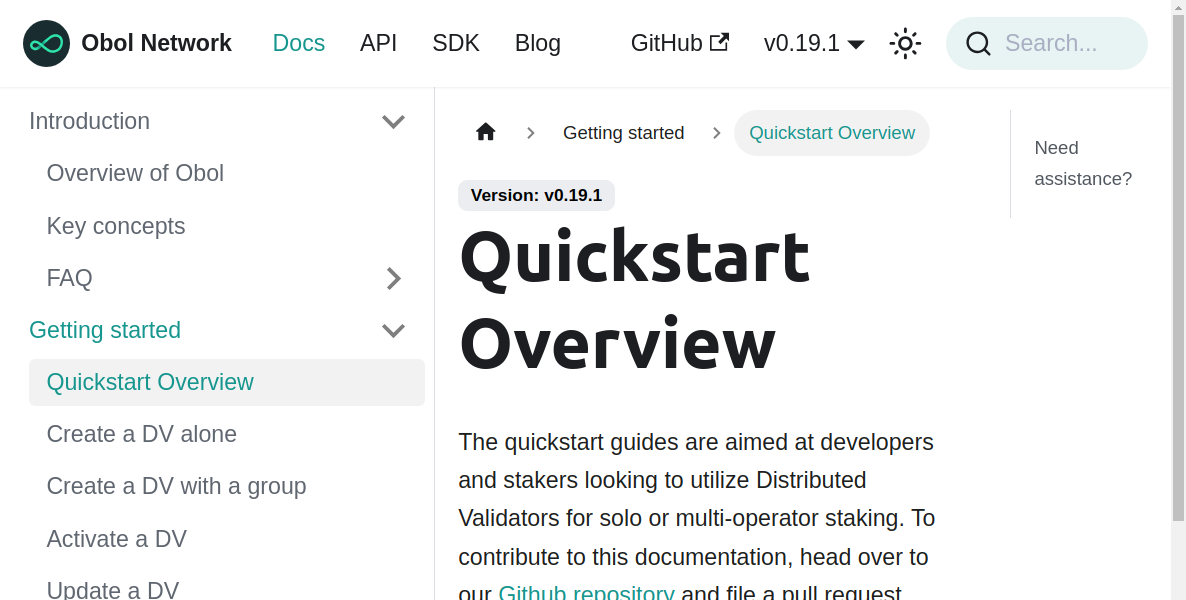 Obol Network
Docs
API
SDK
Blog
GitHub
v0.19.1
Search...
Introduction
Overview of Obol
Key concepts
FAQ
Getting started
Quickstart Overview
Create a DV alone
Create a DV with a group
Activate a DV
Update a DV
Getting started
Quickstart Overview
Version: v0.19.1
Quickstart
Overview
The quickstart guides are aimed at developers
and stakers looking to utilize Distributed
Validators for solo or multi-operator staking. To
contribute to this documentation, head over to
our Github repository and file a pull request
Need
assistance?